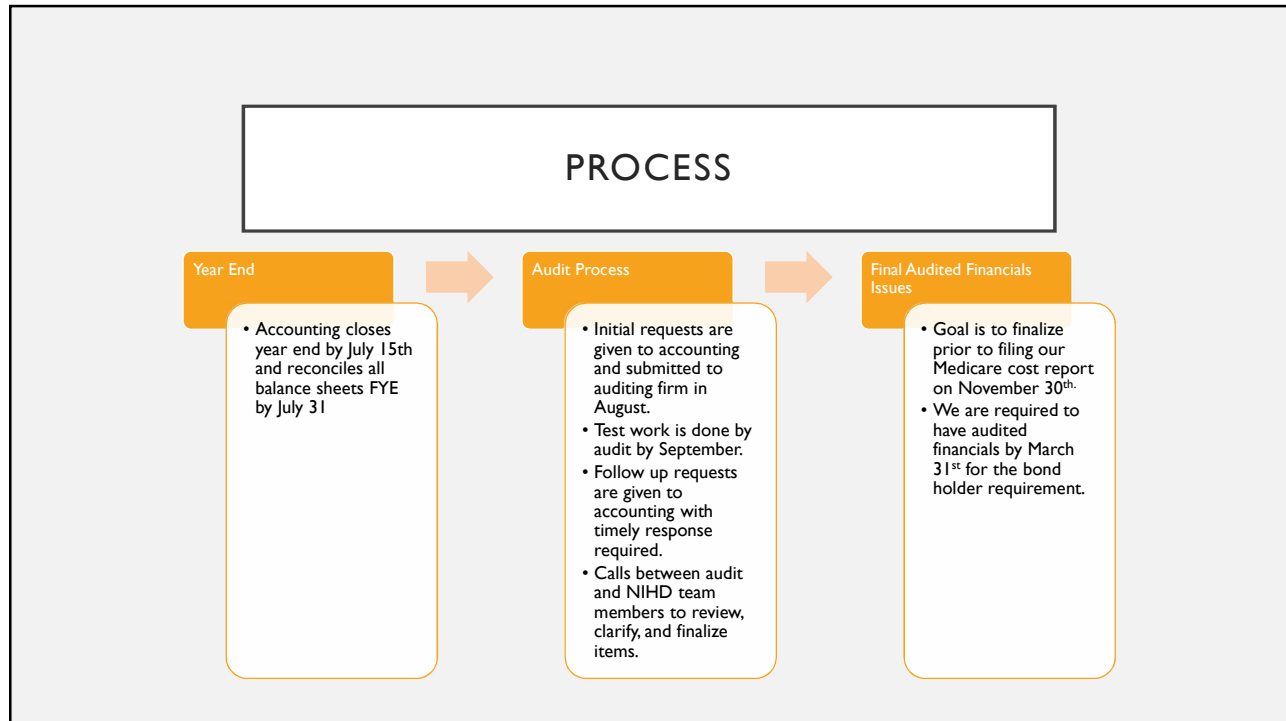 PROCESS
Year End
• Accounting closes
year end by July 15th
and reconciles all
balance sheets FYE
by July 31
Audit Process
• Initial requests are
given to accounting
and submitted to
auditing firm in
August.
• Test work is done by
audit by September.
• Follow up requests
are given to
accounting with
timely response
required.
• Calls between audit
and NIHD team
members to review,
clarify, and finalize
items.
Final Audited Financials
Issues
• Goal is to finalize
prior to filing our
Medicare cost report
on November 30th.
• We are required to
have audited
financials by March
31st for the bond
holder requirement.